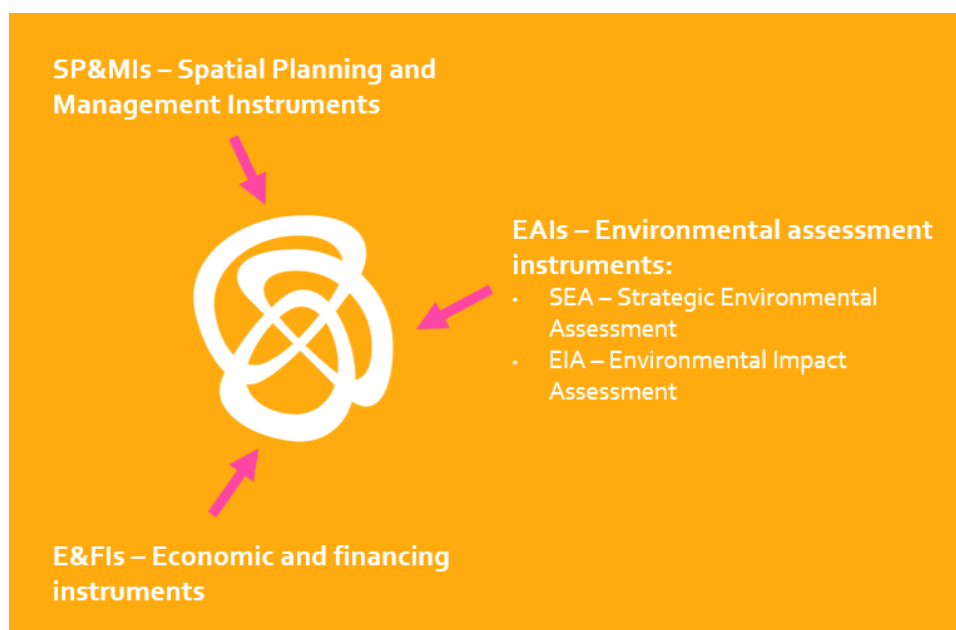 SP&MIs – Spatial Planning and
Management Instruments
EAIs – Environmental assessment
instruments:
• SEA – Strategic Environmental
Assessment
• EIA – Environmental Impact
Assessment
E&FIs – Economic and financing
instruments